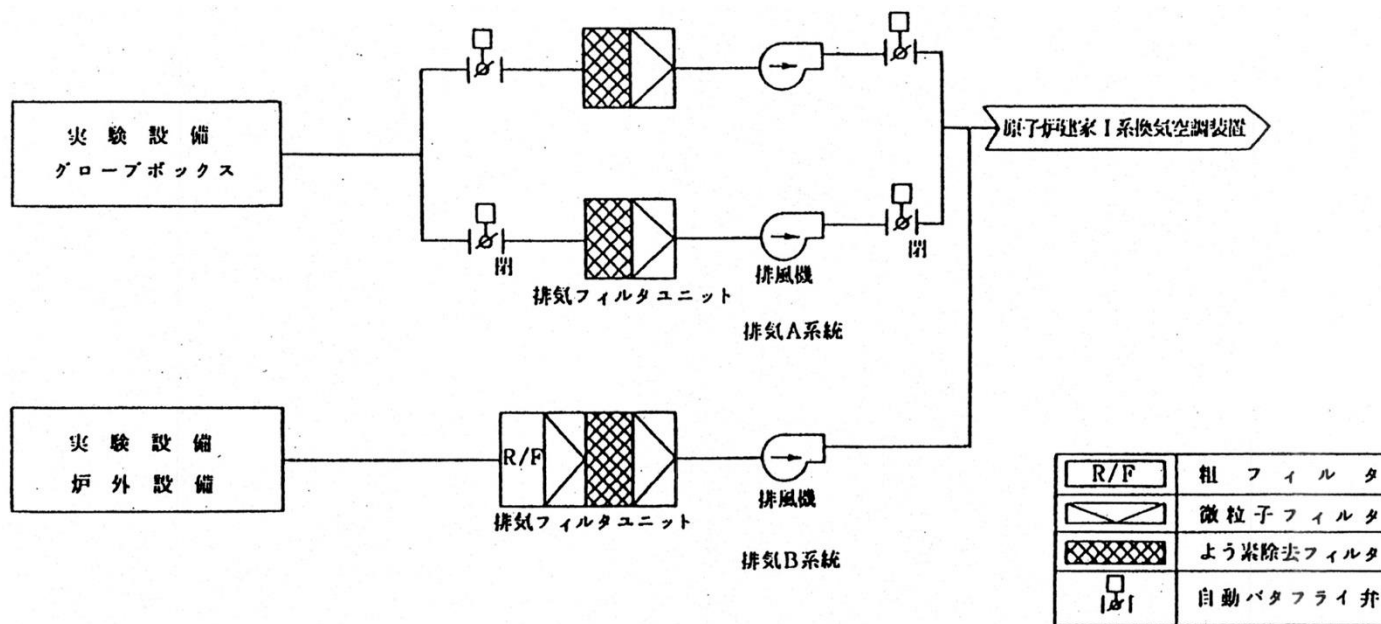 実験設備
グローブボックス
原子炉建家Ⅰ系換気空調装置
閉
閉
排風機
排気フィルタユニット
排気A系統
実験設備
炉外設備
R/F
排気フィルタユニット
排風機
排気B系統
R/F 粗フィルタ
微粒子フィルタ
よう素除去フィルタ
自動バタフライ弁